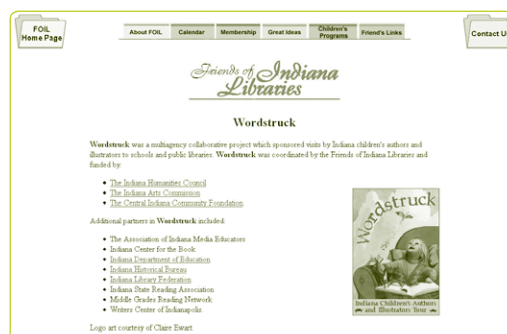 FOIL
Home Page
About FOIL
Calendar
Membership
Great Ideas
Children's
Programs
Friend's Links
Contact U
Friends of Indiana
Libraries
Wordstruck
Wordstruck was a multiagency collaborative project which sponsored visits by Indiana children's authors and
illustrators to schools and public libraries. Wordstruck was coordinated by the Friends of Indiana Libraries and
funded by:
The Indiana Humanities Council
The Indiana Arts Commission
The Central Indiana Community Foundation.
Additional partners in Wordstruck included:
The Association of Indiana Media Educators
Indiana Center for the Book
Indiana Department of Education
Indiana Historical Bureau
Indiana Library Federation
Indiana State Reading Association
Middle Grades Reading Network
Writers Center of Indianapolis
Wordstruck
Indiana Children's Authors
and Illustrators Tour
Logo art courtesy of Claire Ewart.